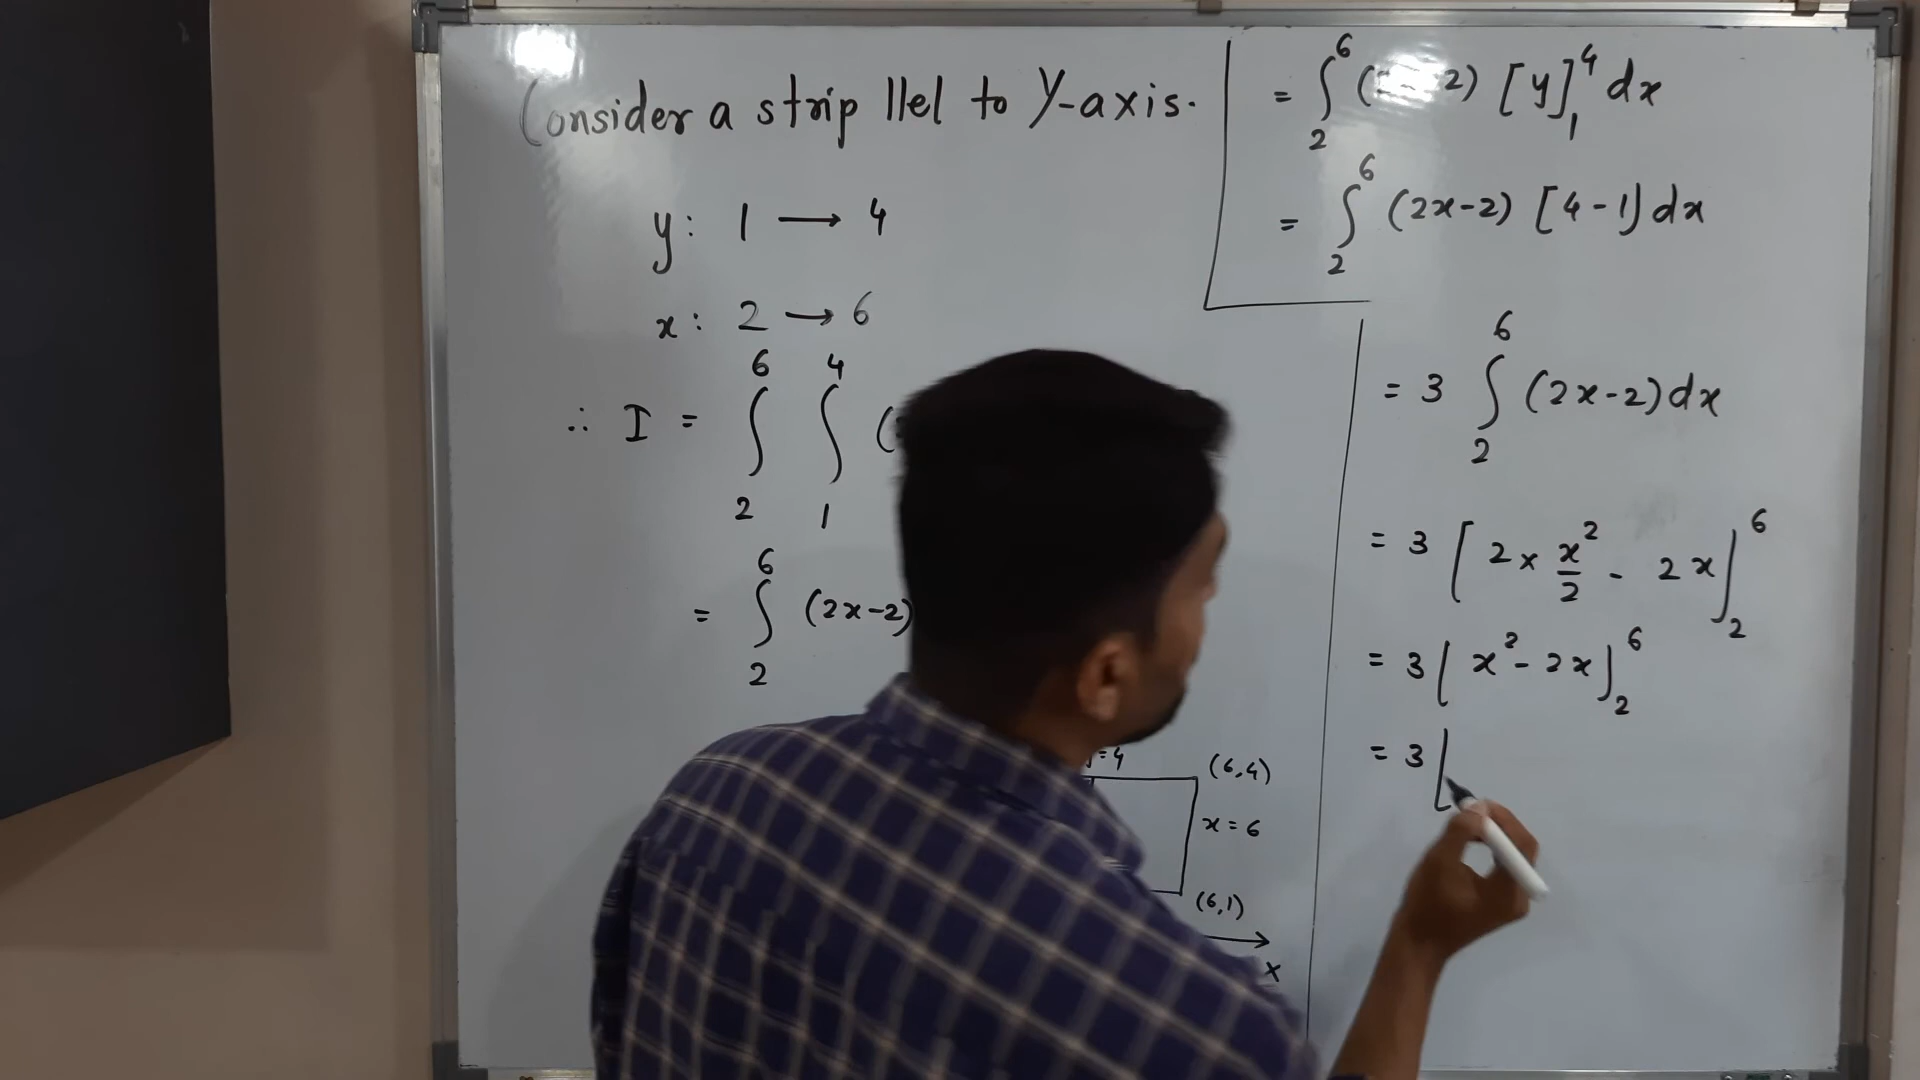 Consider a strip llel to Y-axis.
y: 1 → 4
x: 2 → 6
∴ I = ∫₂⁶ ∫₁⁴ (
= ∫₂⁶ (2x-2)
=4
(6,4)
x=6
(6,1)
x
= ∫₂⁶ ( 2) [y]₁⁴ dx
= ∫₂⁶ (2x-2) [4-1] dx
= 3 ∫₂⁶ (2x-2) dx
= 3 [2 × x²/2 - 2x]₂⁶
= 3 [x² - 2x]₂⁶
= 3 [